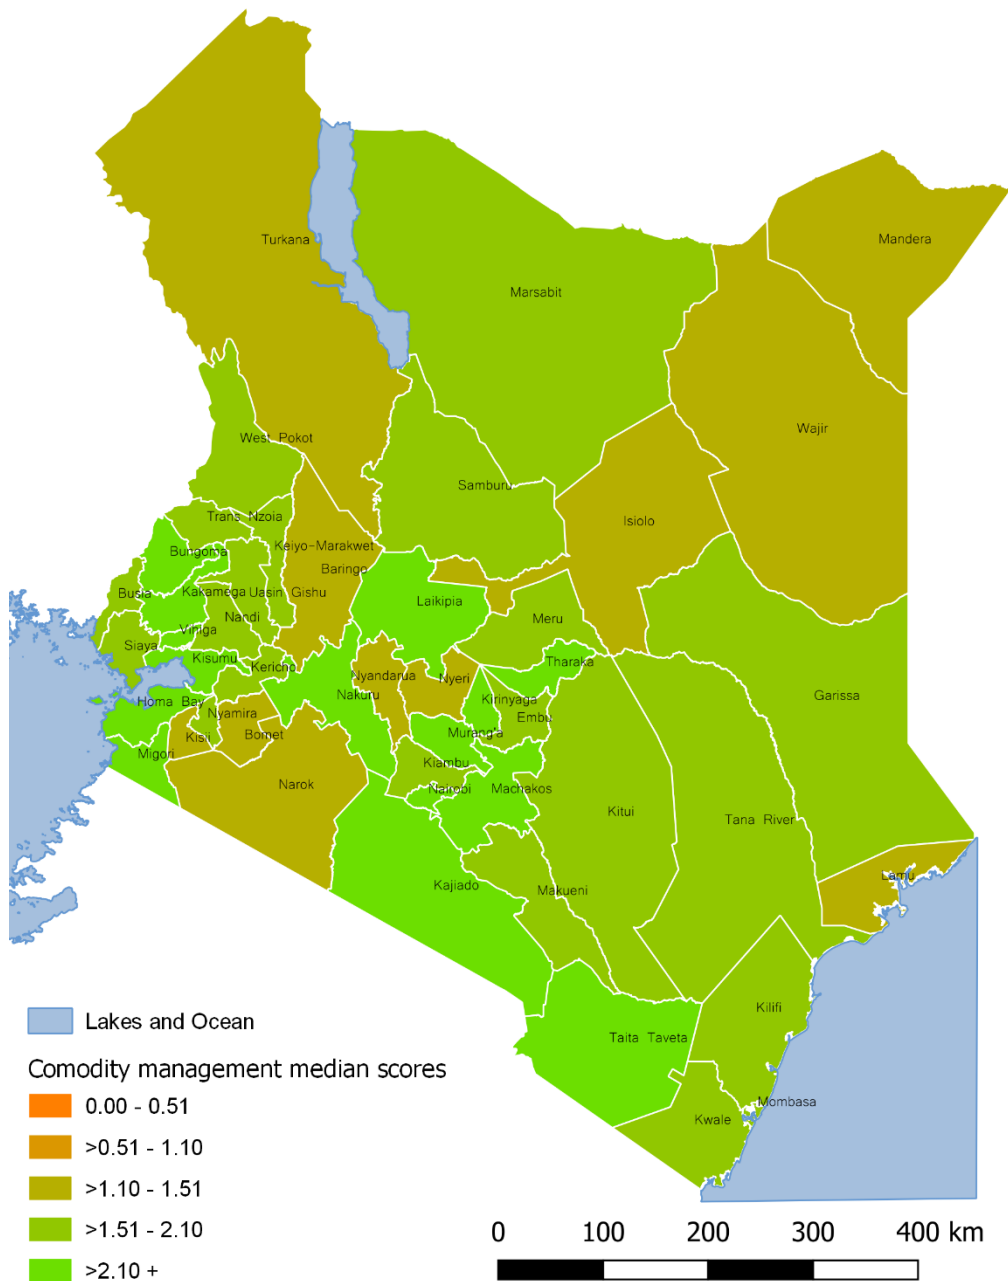 Turkana
Mandera
Marsabit
Wajir
West Pokot
Samburu
Isiolo
Trans Nzoia
Keiyo-Marakwet
Bungoma
Baringo
Busia
Kakamega
Uasin
Gishu
Laikipia
Nandi
Meru
Vihiga
Siaya
Kisumu
Kericho
Tharaka
Nyandarua
Nyeri
Nakuru
Garissa
Homa Bay
Kirinyaga
Nyamira
Embu
Kisii
Bomet
Murang'a
Migori
Kiambu
Narok
Nairobi
Machakos
Kitui
Tana River
Lamu
Kajiado
Makueni
Kilifi
Taita Taveta
Mombasa
Kwale
Lakes and Ocean
Comodity management median scores
0.00 - 0.51
>0.51 - 1.10
>1.10 - 1.51
>1.51 - 2.10
>2.10 +
0 100 200 300 400 km